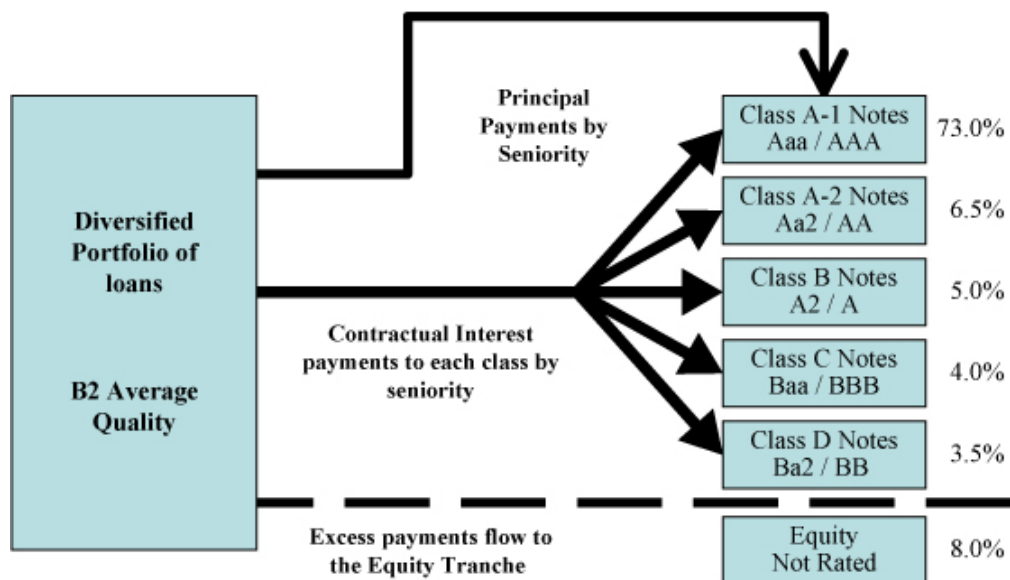 Principal
Payments by
Seniority
Diversified
Portfolio of
loans
B2 Average
Quality
Contractual Interest
payments to each class by
seniority
Class A-1 Notes
Aaa / AAA
73.0%
Class A-2 Notes
Aa2 / AA
6.5%
Class B Notes
A2 / A
5.0%
Class C Notes
Baa / BBB
4.0%
Class D Notes
Ba2 / BB
3.5%
Excess payments flow to
the Equity Tranche
Equity
Not Rated
8.0%